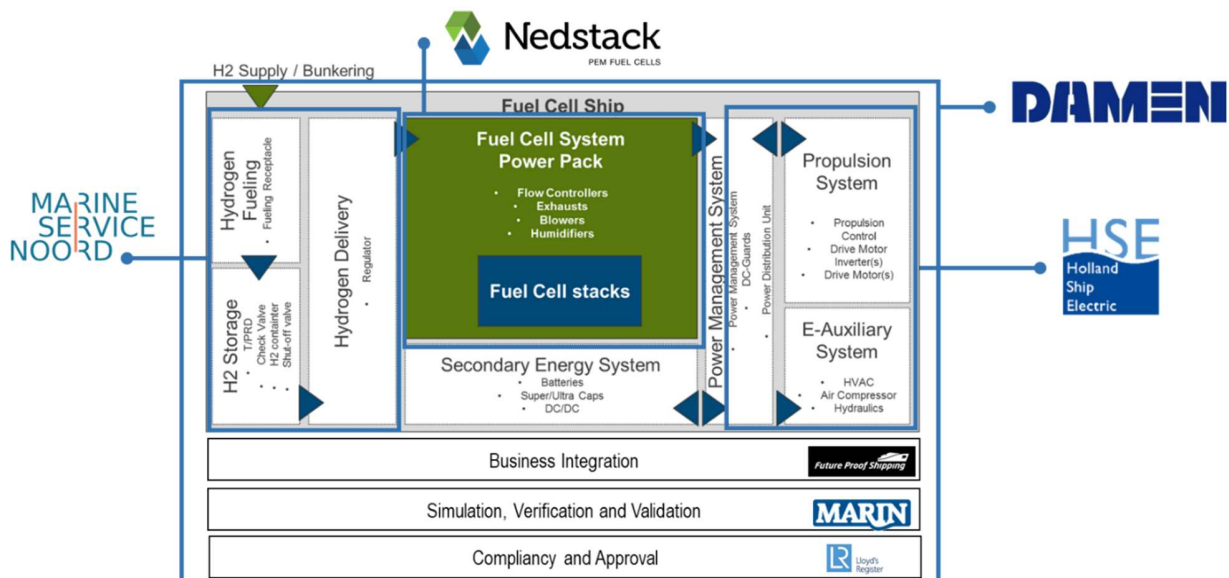 Nedstack
PEM FUEL CELLS
H2 Supply / Bunkering
DAMEN
Fuel Cell Ship
MARINE
SERVICE
NOORD
Hydrogen
Fueling
• Fueling Receptacle
H2 Storage
• T/PRD
• Check Valve
• H2 containter
• Shut-off valve
Hydrogen Delivery
• Regulator
Fuel Cell System
Power Pack
• Flow Controllers
• Exhausts
• Blowers
• Humidifiers
Fuel Cell stacks
Secondary Energy System
• Batteries
• Super/Ultra Caps
• DC/DC
Power Management System
• Power Management System
• DC-Guards
• Power Distribution Unit
Propulsion
System
• Propulsion
Control
• Drive Motor
Inverter(s)
• Drive Motor(s)
E-Auxiliary
System
• HVAC
• Air Compressor
• Hydraulics
HSE
Holland
Ship
Electric
Business Integration
Future Proof Shipping
Simulation, Verification and Validation
MARIN
Compliancy and Approval
LR
Lloyd's
Register